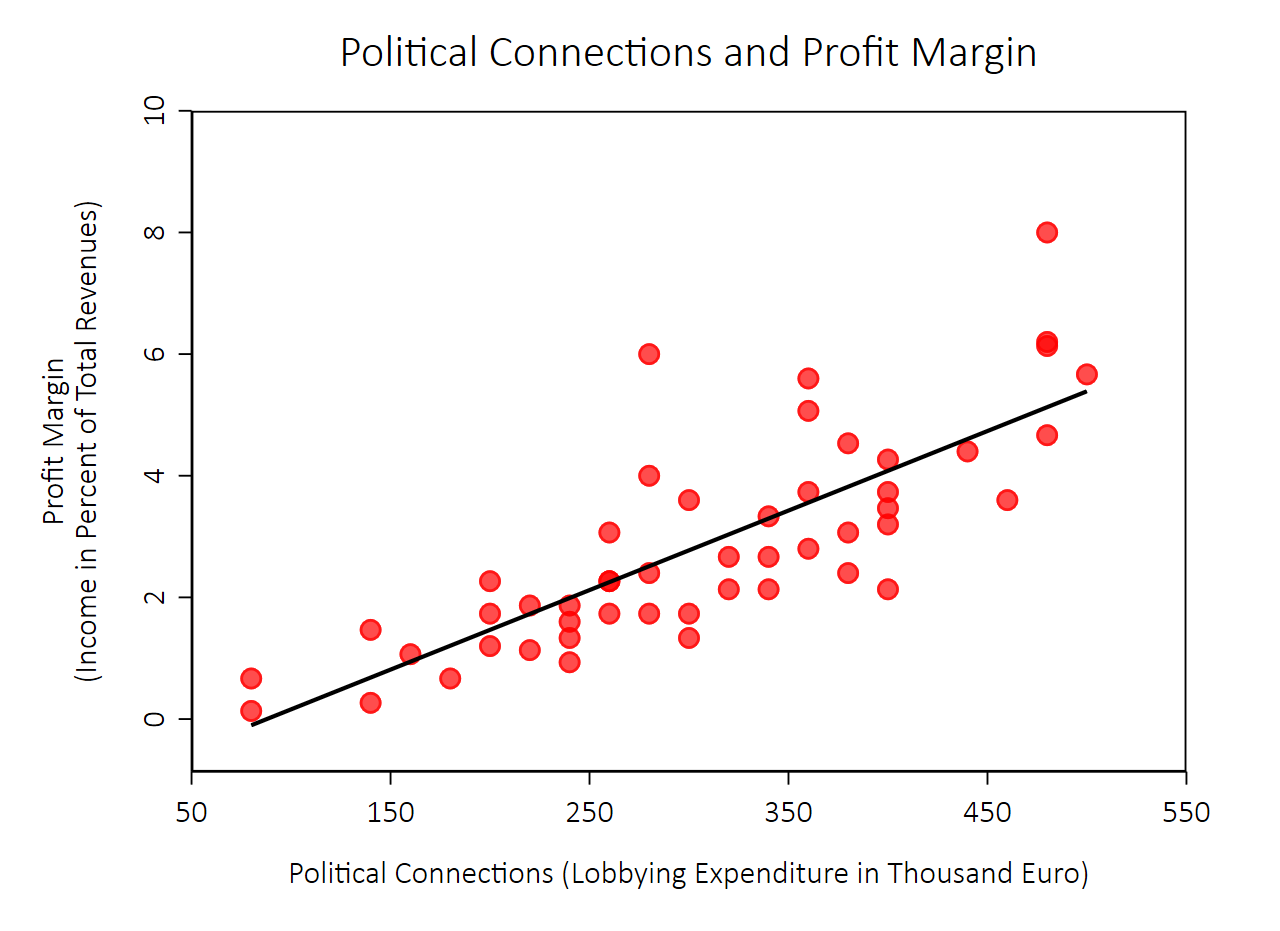 Political Connections and Profit Margin
Profit Margin
(Income in Percent of Total Revenues)
10
8
6
4
2
0
50 150 250 350 450 550
Political Connections (Lobbying Expenditure in Thousand Euro)